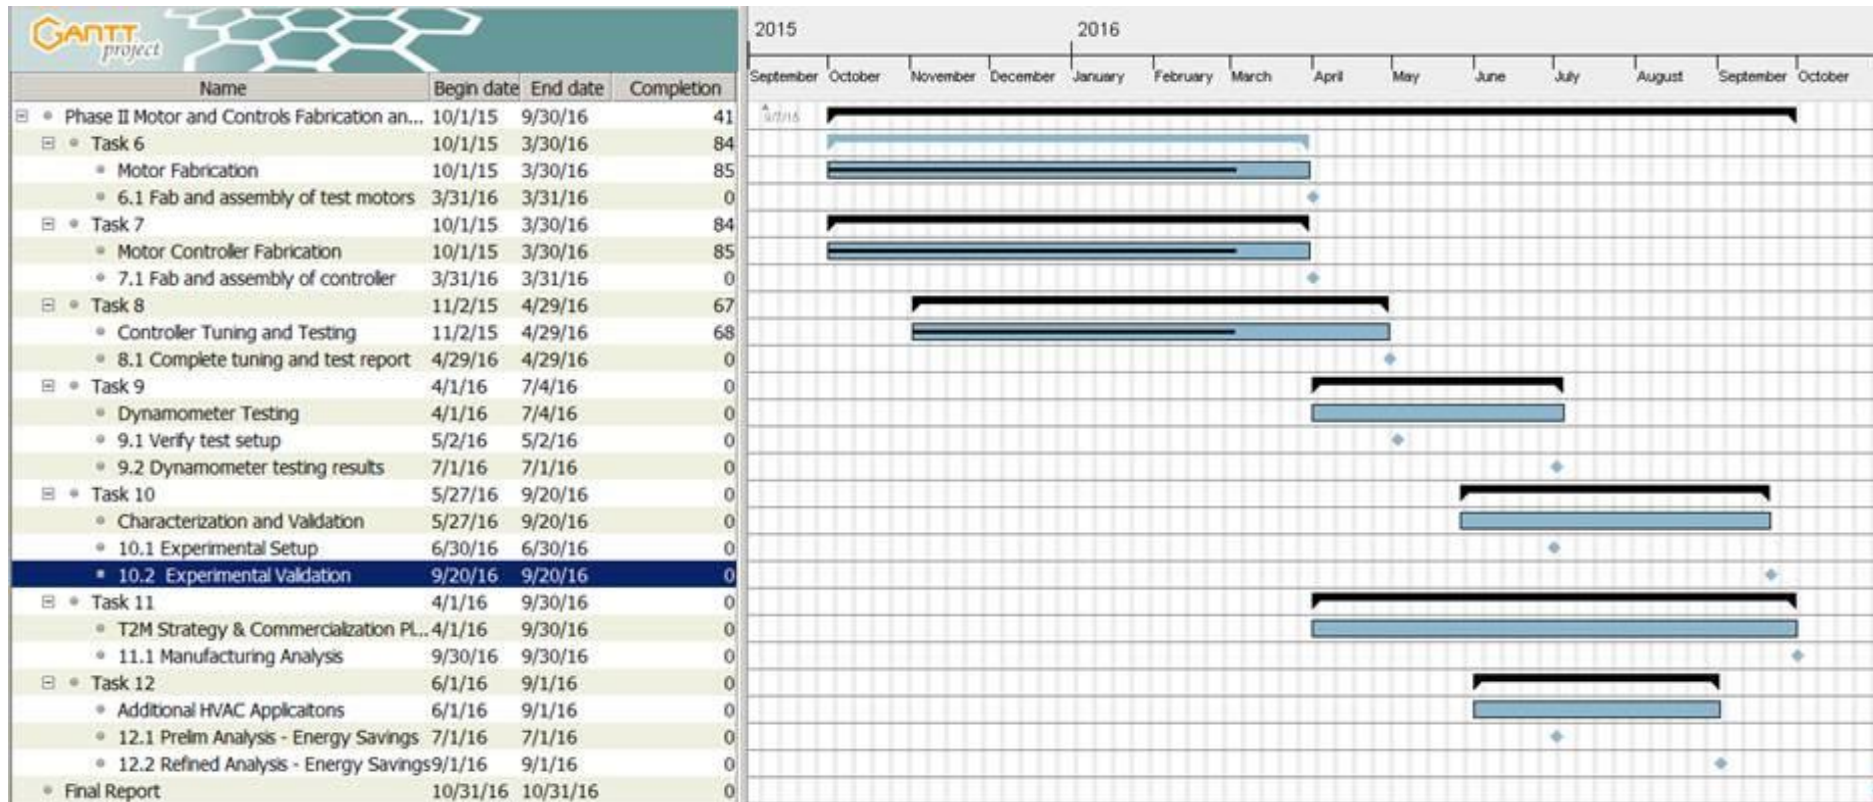 GANTT
project
2015 2016
September October November December January February March April May June July August September October
Name Begin date End date Completion
Phase II Motor and Controls Fabrication an... 10/1/15 9/30/16 41
Task 6 10/1/15 3/30/16 84
Motor Fabrication 10/1/15 3/30/16 85
6.1 Fab and assembly of test motors 3/31/16 3/31/16 0
Task 7 10/1/15 3/30/16 84
Motor Controller Fabrication 10/1/15 3/30/16 85
7.1 Fab and assembly of controller 3/31/16 3/31/16 0
Task 8 11/2/15 4/29/16 67
Controller Tuning and Testing 11/2/15 4/29/16 68
8.1 Complete tuning and test report 4/29/16 4/29/16 0
Task 9 4/1/16 7/4/16 0
Dynamometer Testing 4/1/16 7/4/16 0
9.1 Verify test setup 5/2/16 5/2/16 0
9.2 Dynamometer testing results 7/1/16 7/1/16 0
Task 10 5/27/16 9/20/16 0
Characterization and Validation 5/27/16 9/20/16 0
10.1 Experimental Setup 6/30/16 6/30/16 0
10.2 Experimental Validation 9/20/16 9/20/16 0
Task 11 4/1/16 9/30/16 0
T2M Strategy & Commercialization Pl... 4/1/16 9/30/16 0
11.1 Manufacturing Analysis 9/30/16 9/30/16 0
Task 12 6/1/16 9/1/16 0
Additional HVAC Applicaitons 6/1/16 9/1/16 0
12.1 Prelim Analysis - Energy Savings 7/1/16 7/1/16 0
12.2 Refined Analysis - Energy Savings 9/1/16 9/1/16 0
Final Report 10/31/16 10/31/16 0